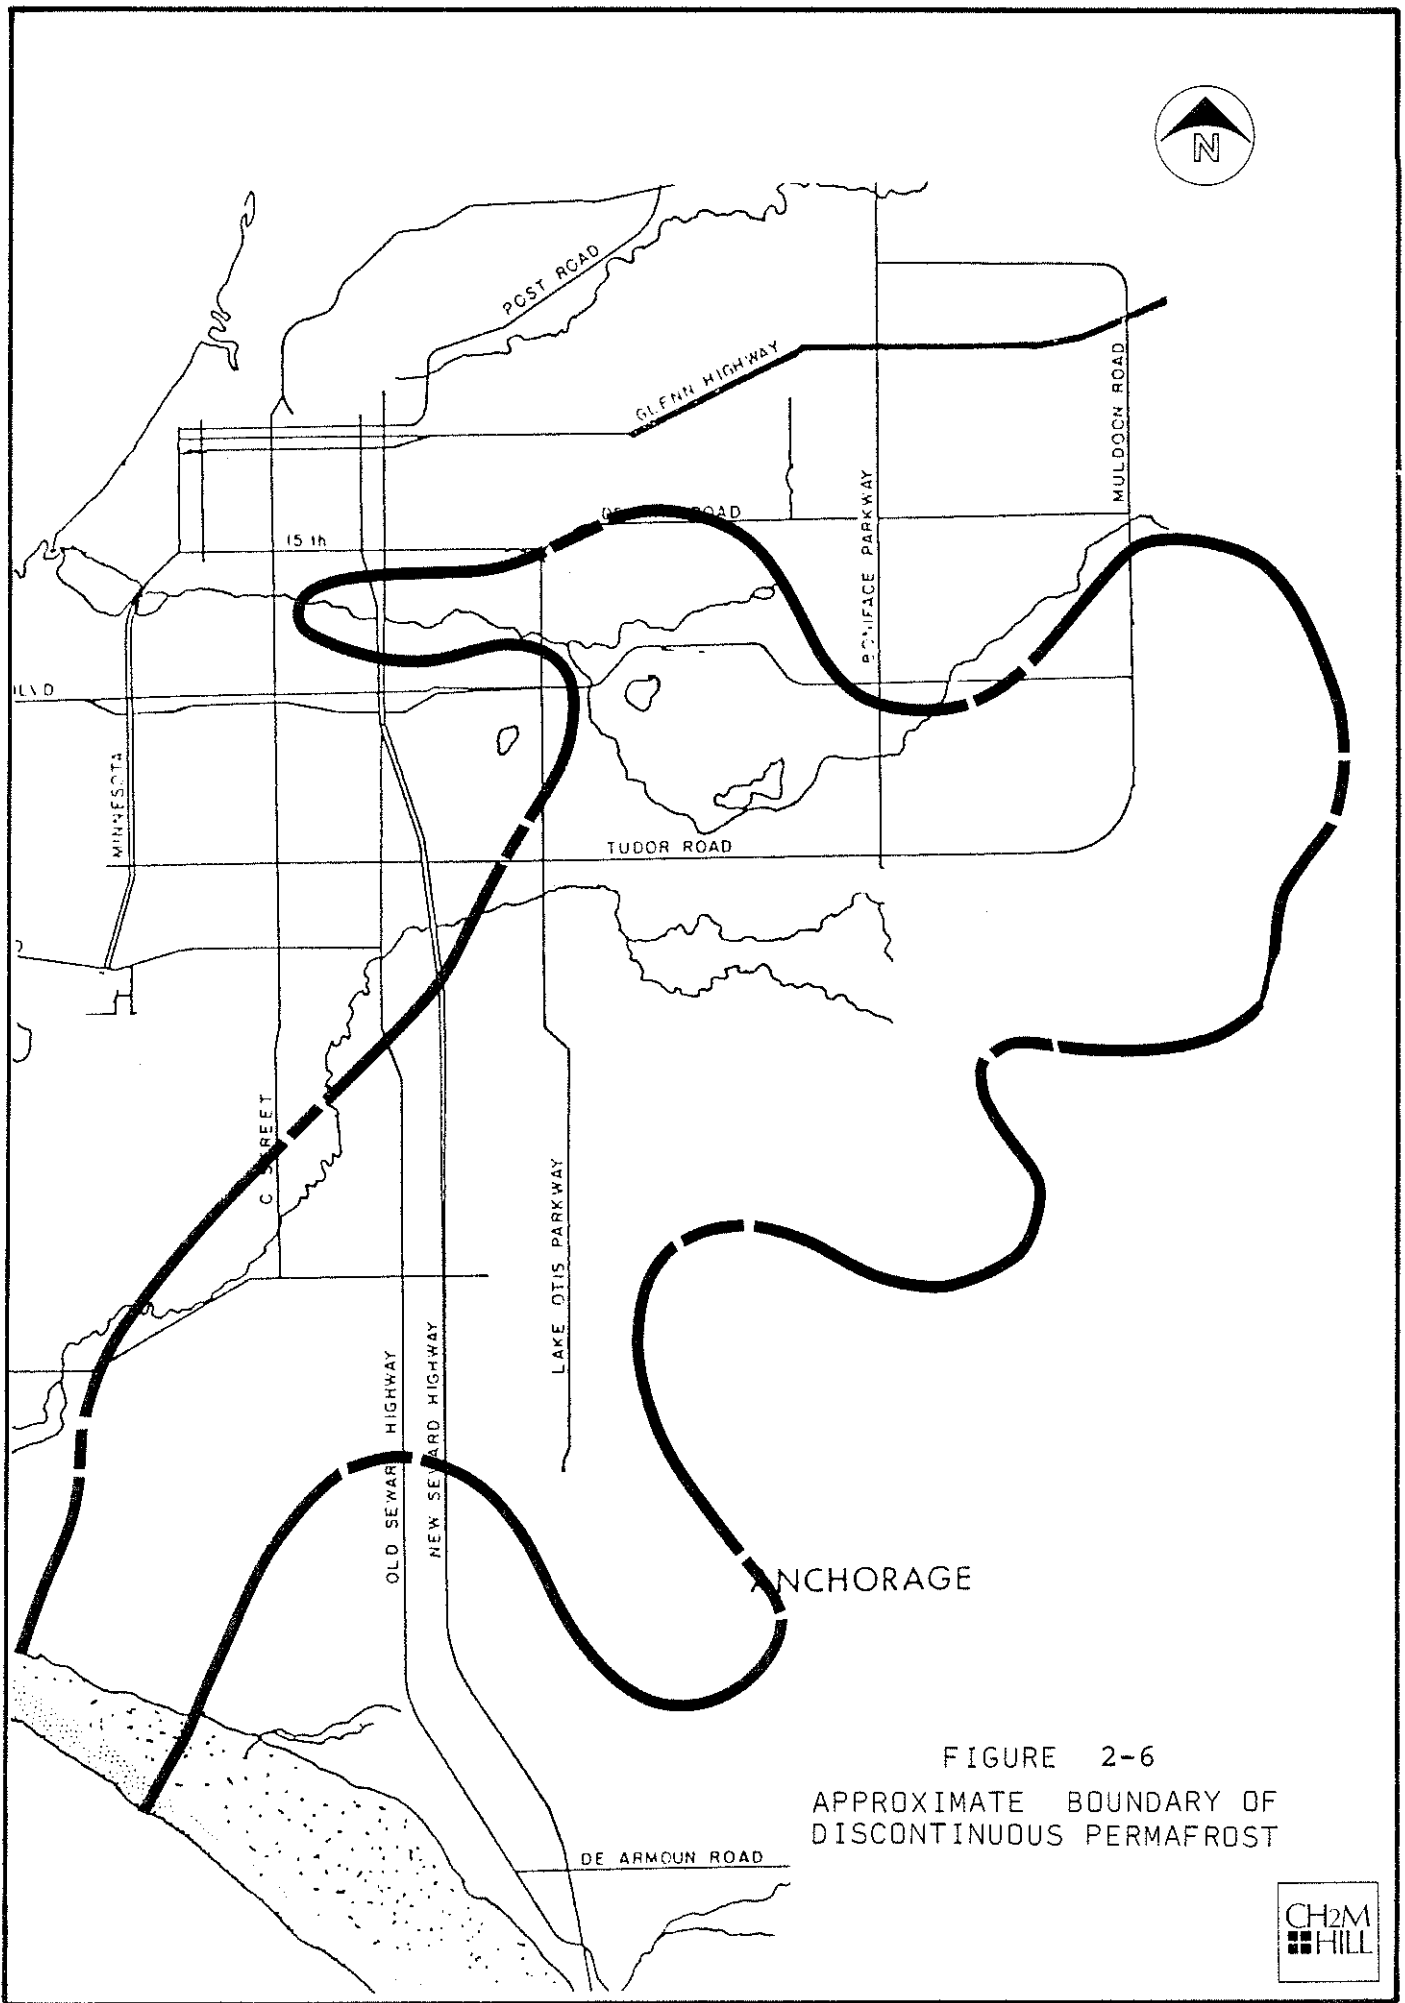 N
POST ROAD
GLENN HIGHWAY
MULDOON ROAD
ROAD
BONIFACE PARKWAY
15 th
MINNESOTA
TUDOR ROAD
C STREET
LAKE OTIS PARKWAY
OLD SEWARD HIGHWAY
NEW SEWARD HIGHWAY
ANCHORAGE
FIGURE 2-6
APPROXIMATE BOUNDARY OF
DISCONTINUOUS PERMAFROST
DE ARMOUN ROAD
CH2M
HILL